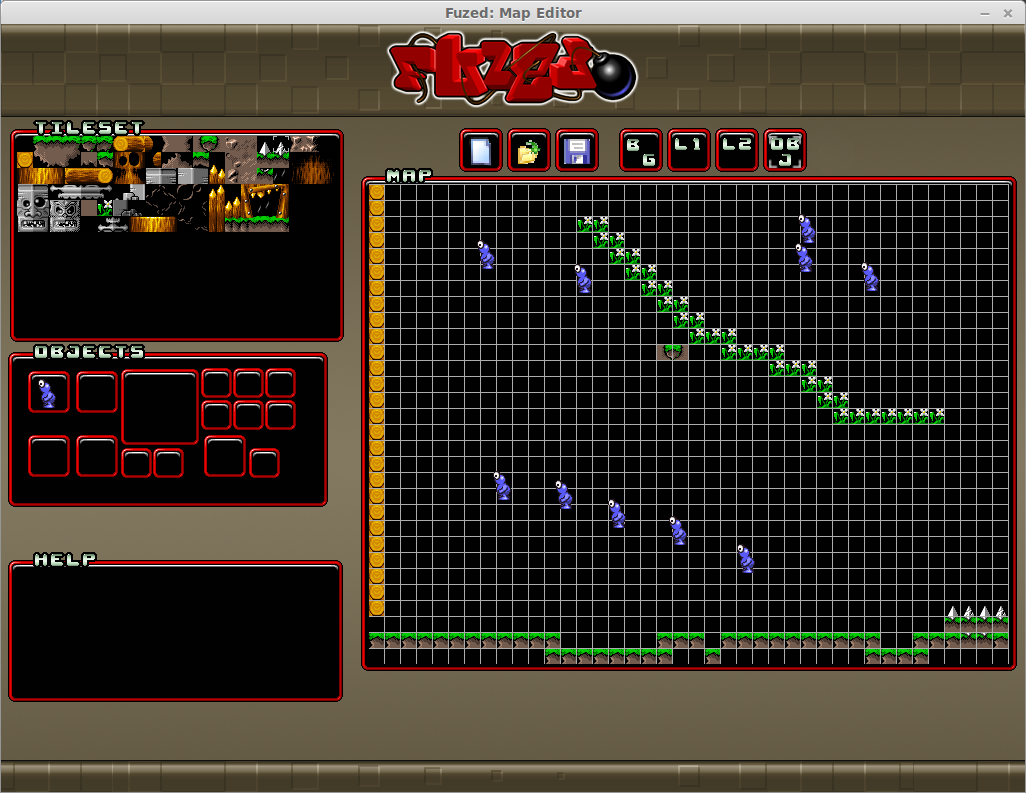 Fuzed: Map Editor
FUZED
TILESET
BG
L1
L2
OBJ
MAP
OBJECTS
HELP